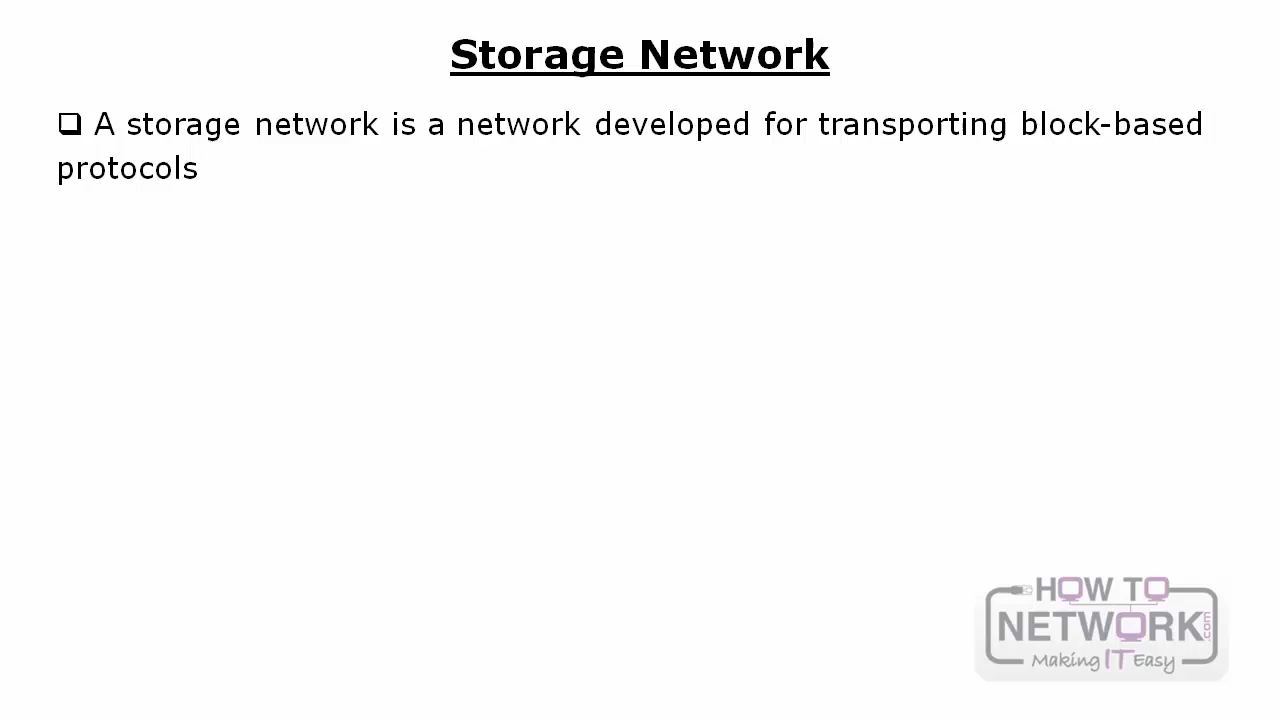 Storage Network
❑ A storage network is a network developed for transporting block-based
protocols
HOW TO
NETWORK.com
Making IT Easy